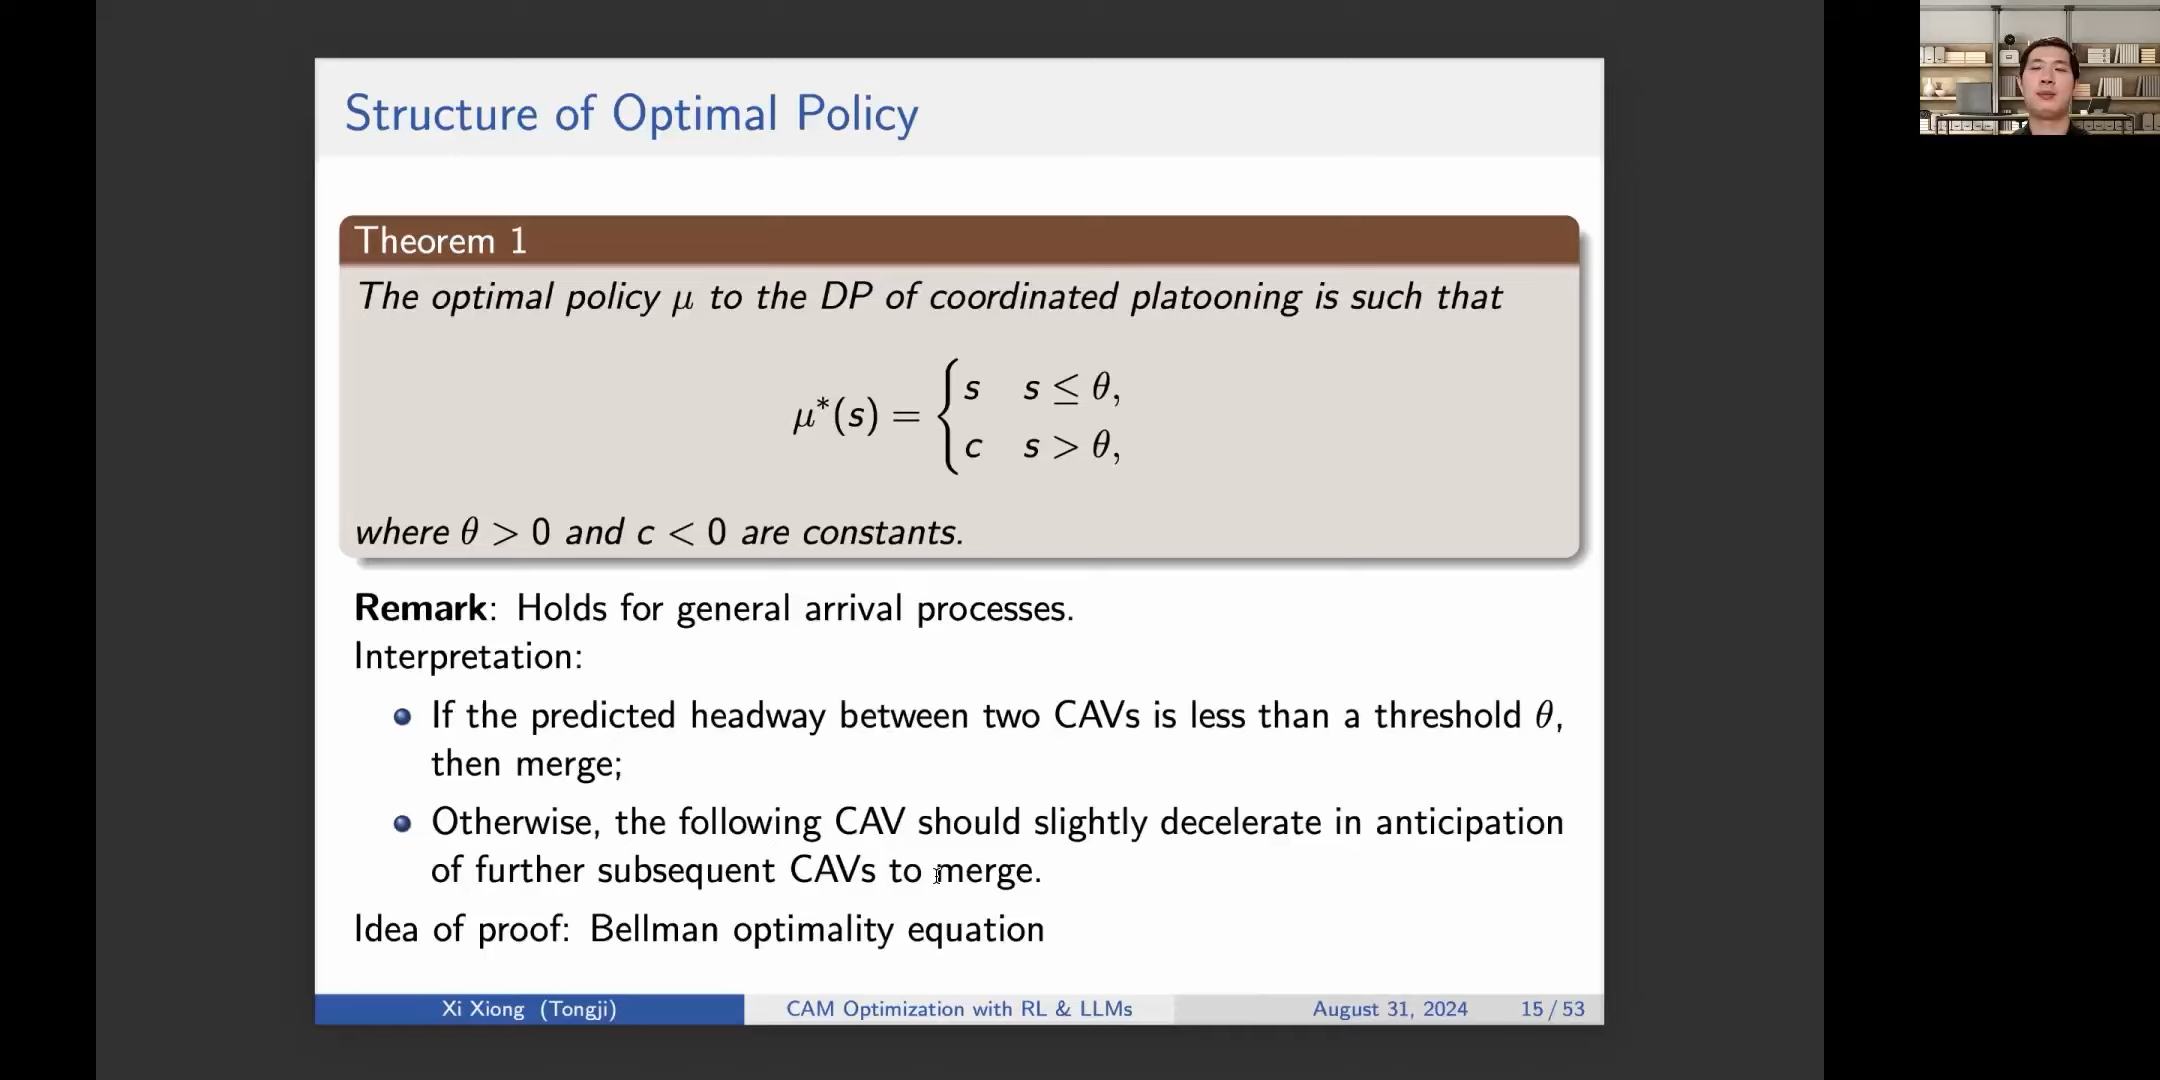 Structure of Optimal Policy
Theorem 1
The optimal policy μ to the DP of coordinated platooning is such that
μ*(s) = { s s ≤ θ,
c s > θ,
where θ > 0 and c < 0 are constants.
Remark: Holds for general arrival processes.
Interpretation:
If the predicted headway between two CAVs is less than a threshold θ,
then merge;
Otherwise, the following CAV should slightly decelerate in anticipation
of further subsequent CAVs to merge.
Idea of proof: Bellman optimality equation
Xi Xiong (Tongji) CAM Optimization with RL & LLMs August 31, 2024 15 / 53